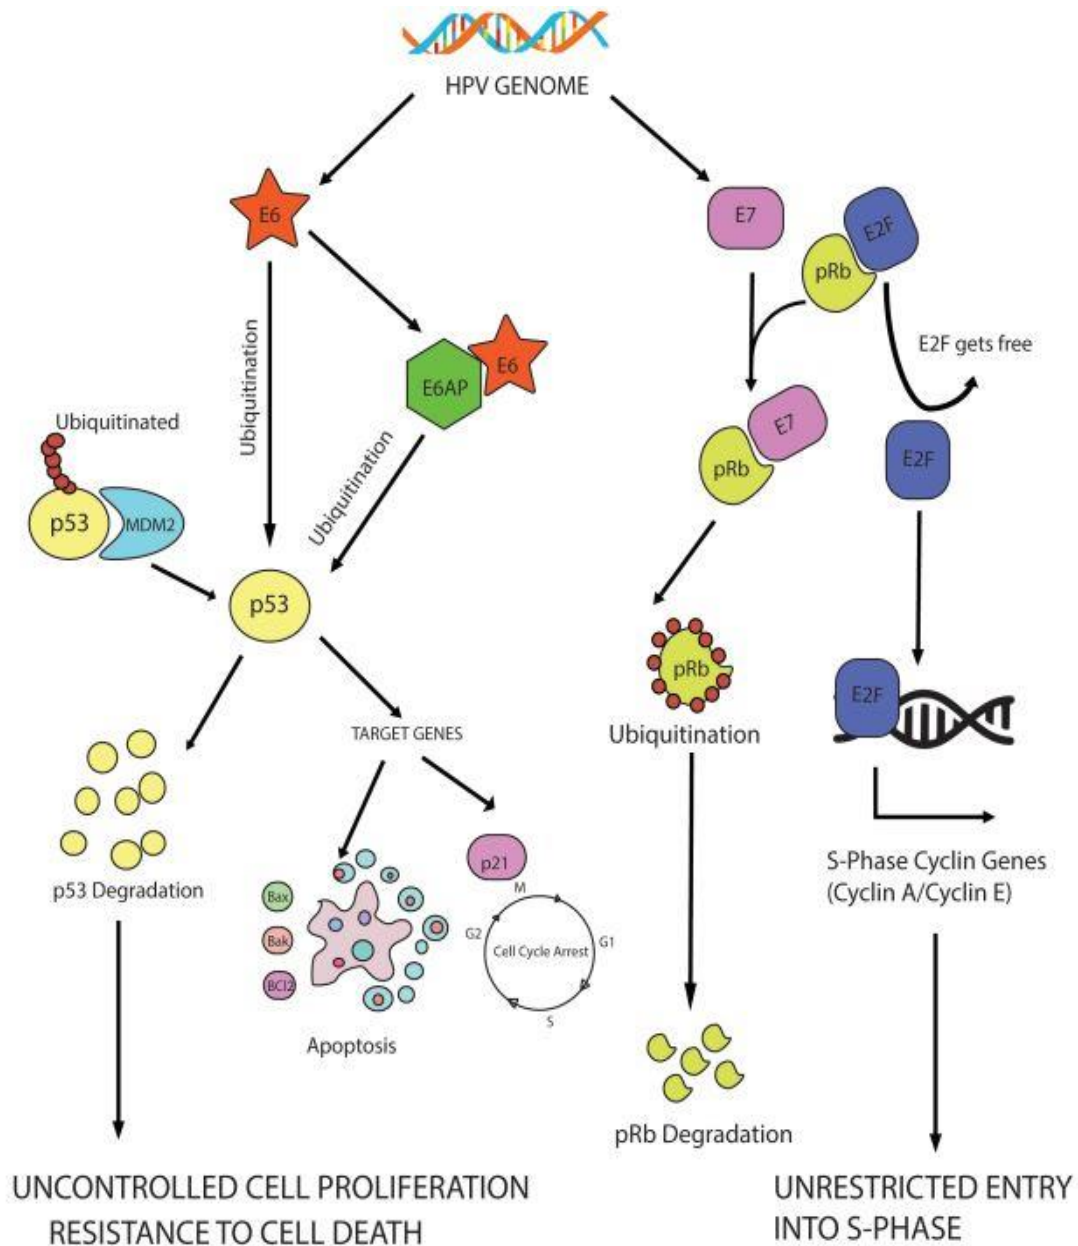 HPV GENOME
E6
E7
E2F
pRb
E2F gets free
Ubiquitination
E6AP
E6
Ubiquitination
Ubiquitinated
p53
MDM2
pRb
E7
E2F
p53
pRb
Ubiquitination
E2F
TARGET GENES
p53 Degradation
p21
Bax
Bak
BCl2
M
G2
G1
S
Cell Cycle Arrest
Apoptosis
S-Phase Cyclin Genes
(Cyclin A/Cyclin E)
pRb Degradation
UNCONTROLLED CELL PROLIFERATION
RESISTANCE TO CELL DEATH
UNRESTRICTED ENTRY
INTO S-PHASE